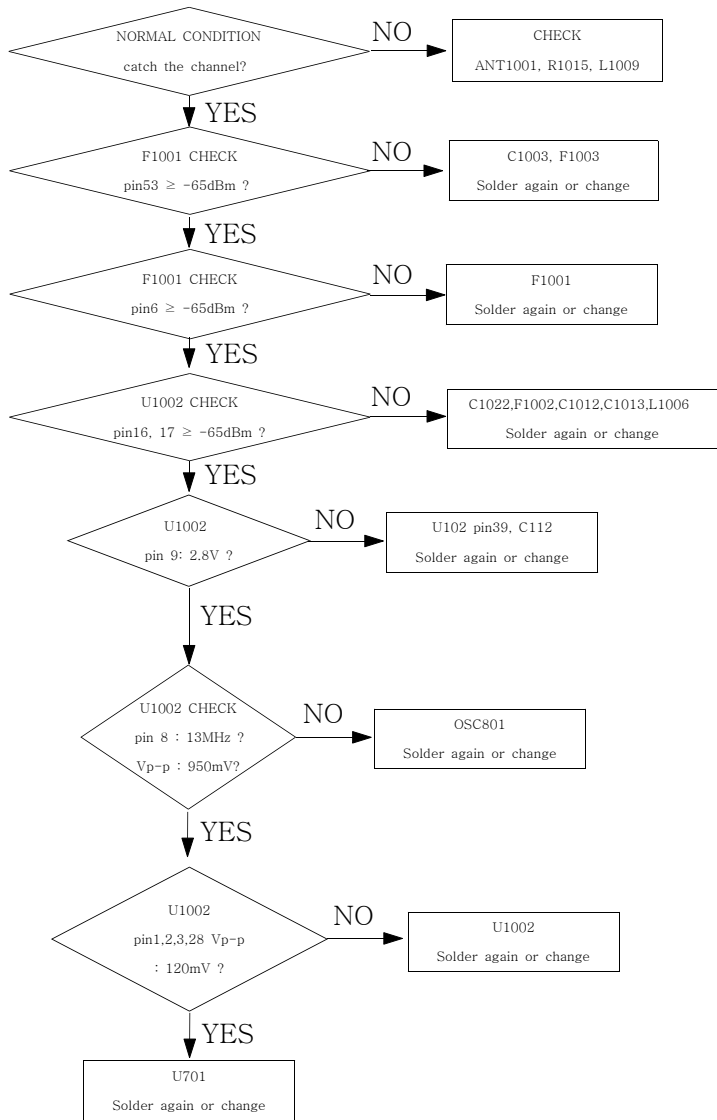 NORMAL CONDITION
catch the channel?
NO
CHECK
ANT1001, R1015, L1009
YES
F1001 CHECK
pin53 ≥ -65dBm ?
NO
C1003, F1003
Solder again or change
YES
F1001 CHECK
pin6 ≥ -65dBm ?
NO
F1001
Solder again or change
YES
U1002 CHECK
pin16, 17 ≥ -65dBm ?
NO
C1022,F1002,C1012,C1013,L1006
Solder again or change
YES
U1002
pin 9: 2.8V ?
NO
U102 pin39, C112
Solder again or change
YES
U1002 CHECK
pin 8 : 13MHz ?
Vp-p : 950mV?
NO
OSC801
Solder again or change
YES
U1002
pin1,2,3,28 Vp-p
: 120mV ?
NO
U1002
Solder again or change
YES
U701
Solder again or change